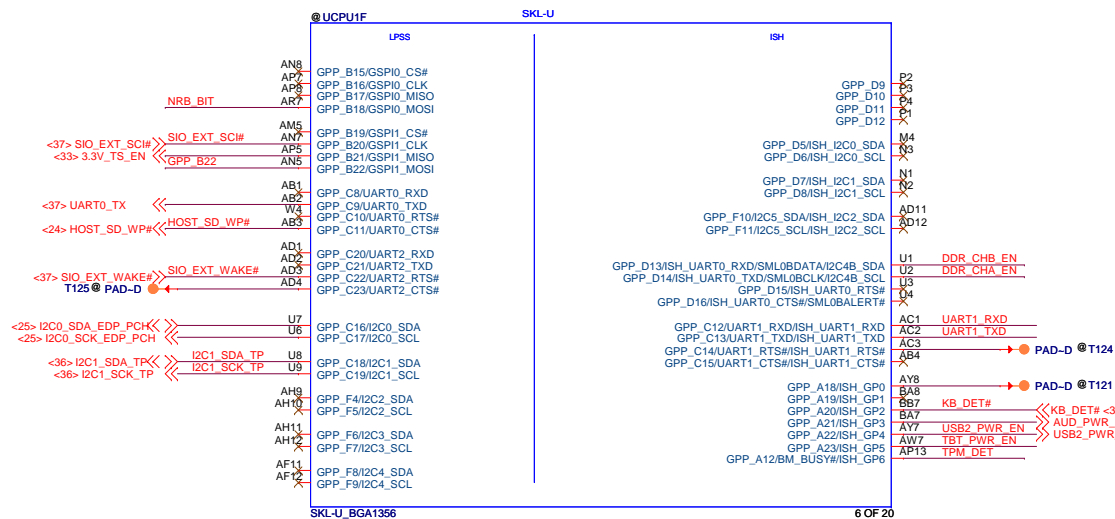 @ UCPU1F
SKL-U
LPSS
ISH
AN8 GPP_B15/GSPI0_CS#
AP7 GPP_B16/GSPI0_CLK
AP8 GPP_B17/GSPI0_MISO
NRB_BIT AR7 GPP_B18/GSPI0_MOSI
AM5 GPP_B19/GSPI1_CS#
<37> SIO_EXT_SCI# SIO_EXT_SCI# AN7 GPP_B20/GSPI1_CLK
<33> 3.3V_TS_EN AP5 GPP_B21/GSPI1_MISO
GPP_B22 AN5 GPP_B22/GSPI1_MOSI
AB1 GPP_C8/UART0_RXD
<37> UART0_TX AB2 GPP_C9/UART0_TXD
W4 GPP_C10/UART0_RTS#
<24> HOST_SD_WP# HOST_SD_WP# AB3 GPP_C11/UART0_CTS#
AD1 GPP_C20/UART2_RXD
AD2 GPP_C21/UART2_TXD
<37> SIO_EXT_WAKE# SIO_EXT_WAKE# AD3 GPP_C22/UART2_RTS#
T125@ PAD~D AD4 GPP_C23/UART2_CTS#
<25> I2C0_SDA_EDP_PCH U7 GPP_C16/I2C0_SDA
<25> I2C0_SCK_EDP_PCH U6 GPP_C17/I2C0_SCL
<36> I2C1_SDA_TP I2C1_SDA_TP U8 GPP_C18/I2C1_SDA
<36> I2C1_SCK_TP I2C1_SCK_TP U9 GPP_C19/I2C1_SCL
AH9 GPP_F4/I2C2_SDA
AH10 GPP_F5/I2C2_SCL
AH11 GPP_F6/I2C3_SDA
AH12 GPP_F7/I2C3_SCL
AF11 GPP_F8/I2C4_SDA
AF12 GPP_F9/I2C4_SCL
GPP_D9 P2
GPP_D10 P3
GPP_D11 P4
GPP_D12 P1
GPP_D5/ISH_I2C0_SDA M4
GPP_D6/ISH_I2C0_SCL N3
GPP_D7/ISH_I2C1_SDA N1
GPP_D8/ISH_I2C1_SCL N2
GPP_F10/I2C5_SDA/ISH_I2C2_SDA AD11
GPP_F11/I2C5_SCL/ISH_I2C2_SCL AD12
GPP_D13/ISH_UART0_RXD/SML0BDATA/I2C4B_SDA U1 DDR_CHB_EN
GPP_D14/ISH_UART0_TXD/SML0BCLK/I2C4B_SCL U2 DDR_CHA_EN
GPP_D15/ISH_UART0_RTS# U3
GPP_D16/ISH_UART0_CTS#/SML0BALERT# U4
GPP_C12/UART1_RXD/ISH_UART1_RXD AC1 UART1_RXD
GPP_C13/UART1_TXD/ISH_UART1_TXD AC2 UART1_TXD
GPP_C14/UART1_RTS#/ISH_UART1_RTS# AC3 PAD~D @T124
GPP_C15/UART1_CTS#/ISH_UART1_CTS# AB4
GPP_A18/ISH_GP0 AY8 PAD~D @T121
GPP_A19/ISH_GP1 BA8
GPP_A20/ISH_GP2 BB7 KB_DET# KB_DET# <3
GPP_A21/ISH_GP3 BA7 AUD_PWR_
GPP_A22/ISH_GP4 AY7 USB2_PWR_EN USB2_PWR
GPP_A23/ISH_GP5 AW7 TBT_PWR_EN
GPP_A12/BM_BUSY#/ISH_GP6 AP13 TPM_DET
SKL-U_BGA1356
6 OF 20